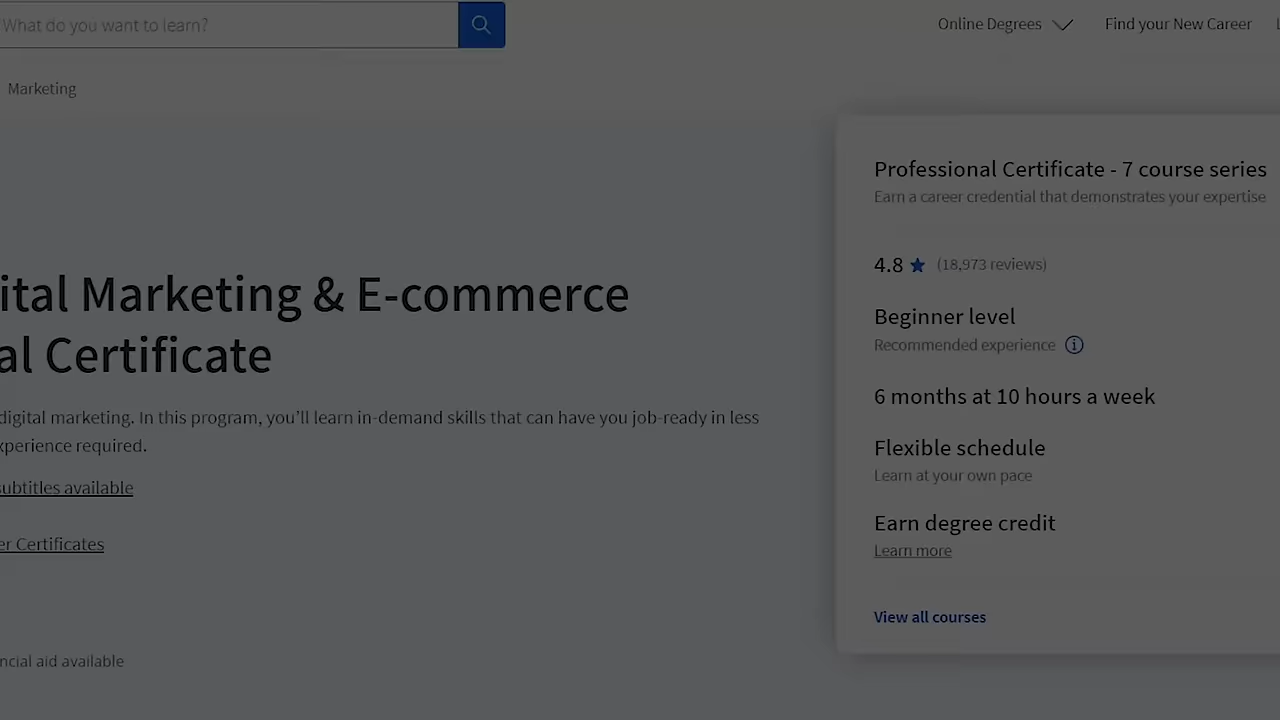 What do you want to learn?
Online Degrees
Find your New Career
Marketing
ital Marketing & E-commerce
al Certificate
digital marketing. In this program, you’ll learn in-demand skills that can have you job-ready in less
xperience required.
subtitles available
er Certificates
ncial aid available
Professional Certificate - 7 course series
Earn a career credential that demonstrates your expertise
4.8 ★ (18,973 reviews)
Beginner level
Recommended experience
6 months at 10 hours a week
Flexible schedule
Learn at your own pace
Earn degree credit
Learn more
View all courses